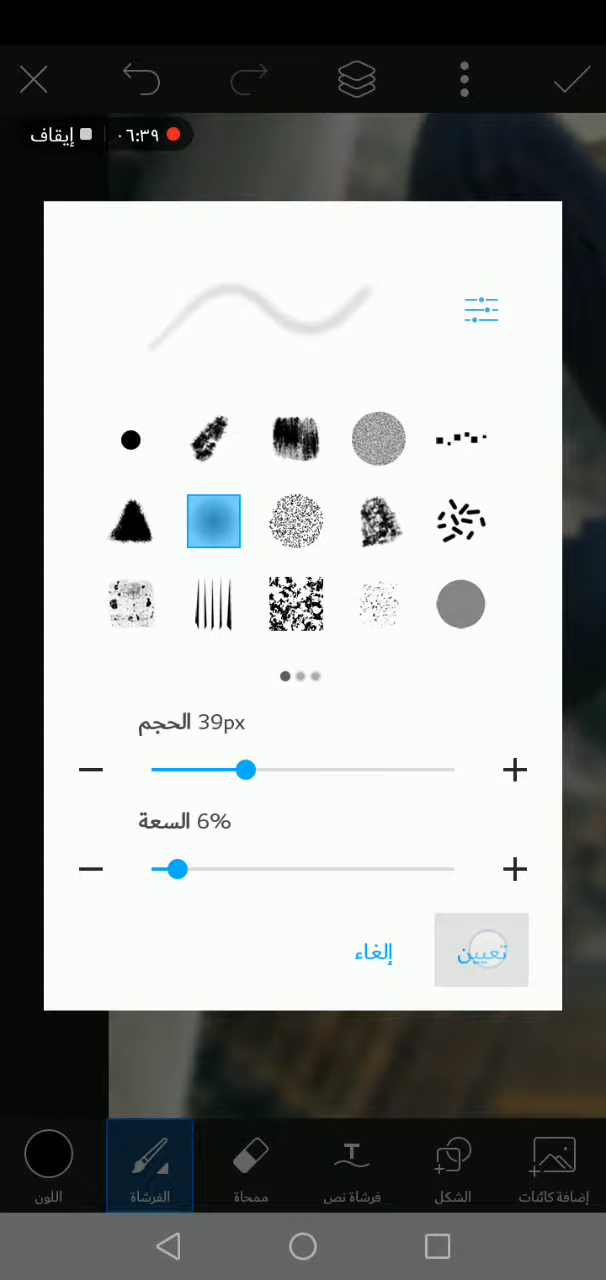 إيقاف ٠٦:٣٩
39px الحجم
6% السعة
إلغاء
تعيين
اللون
الفرشاة
ممحاة
فرشاة نص
الشكل
إضافة كائنات